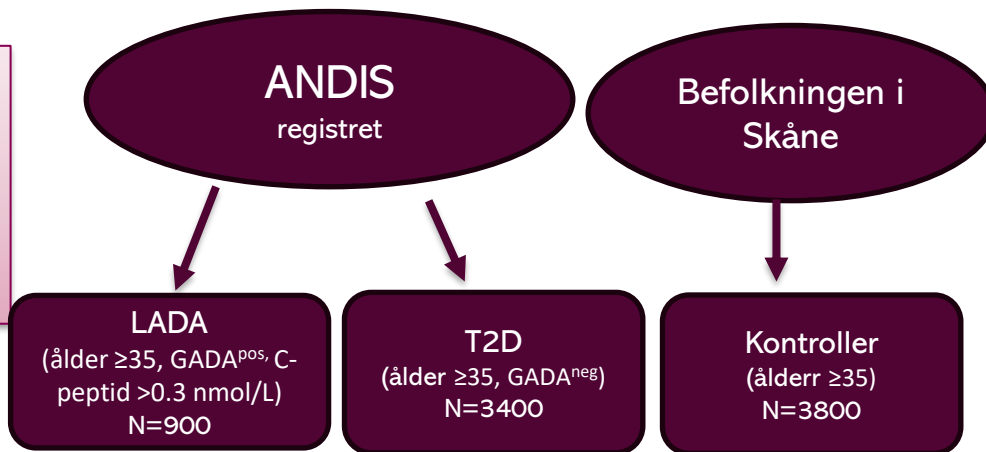 ANDIS
registret
Befolkningen i
Skåne
LADA
(ålder ≥35, GADApos, C-
peptid >0.3 nmol/L)
N=900
T2D
(ålder ≥35, GADAneg)
N=3400
Kontroller
(ålderr ≥35)
N=3800